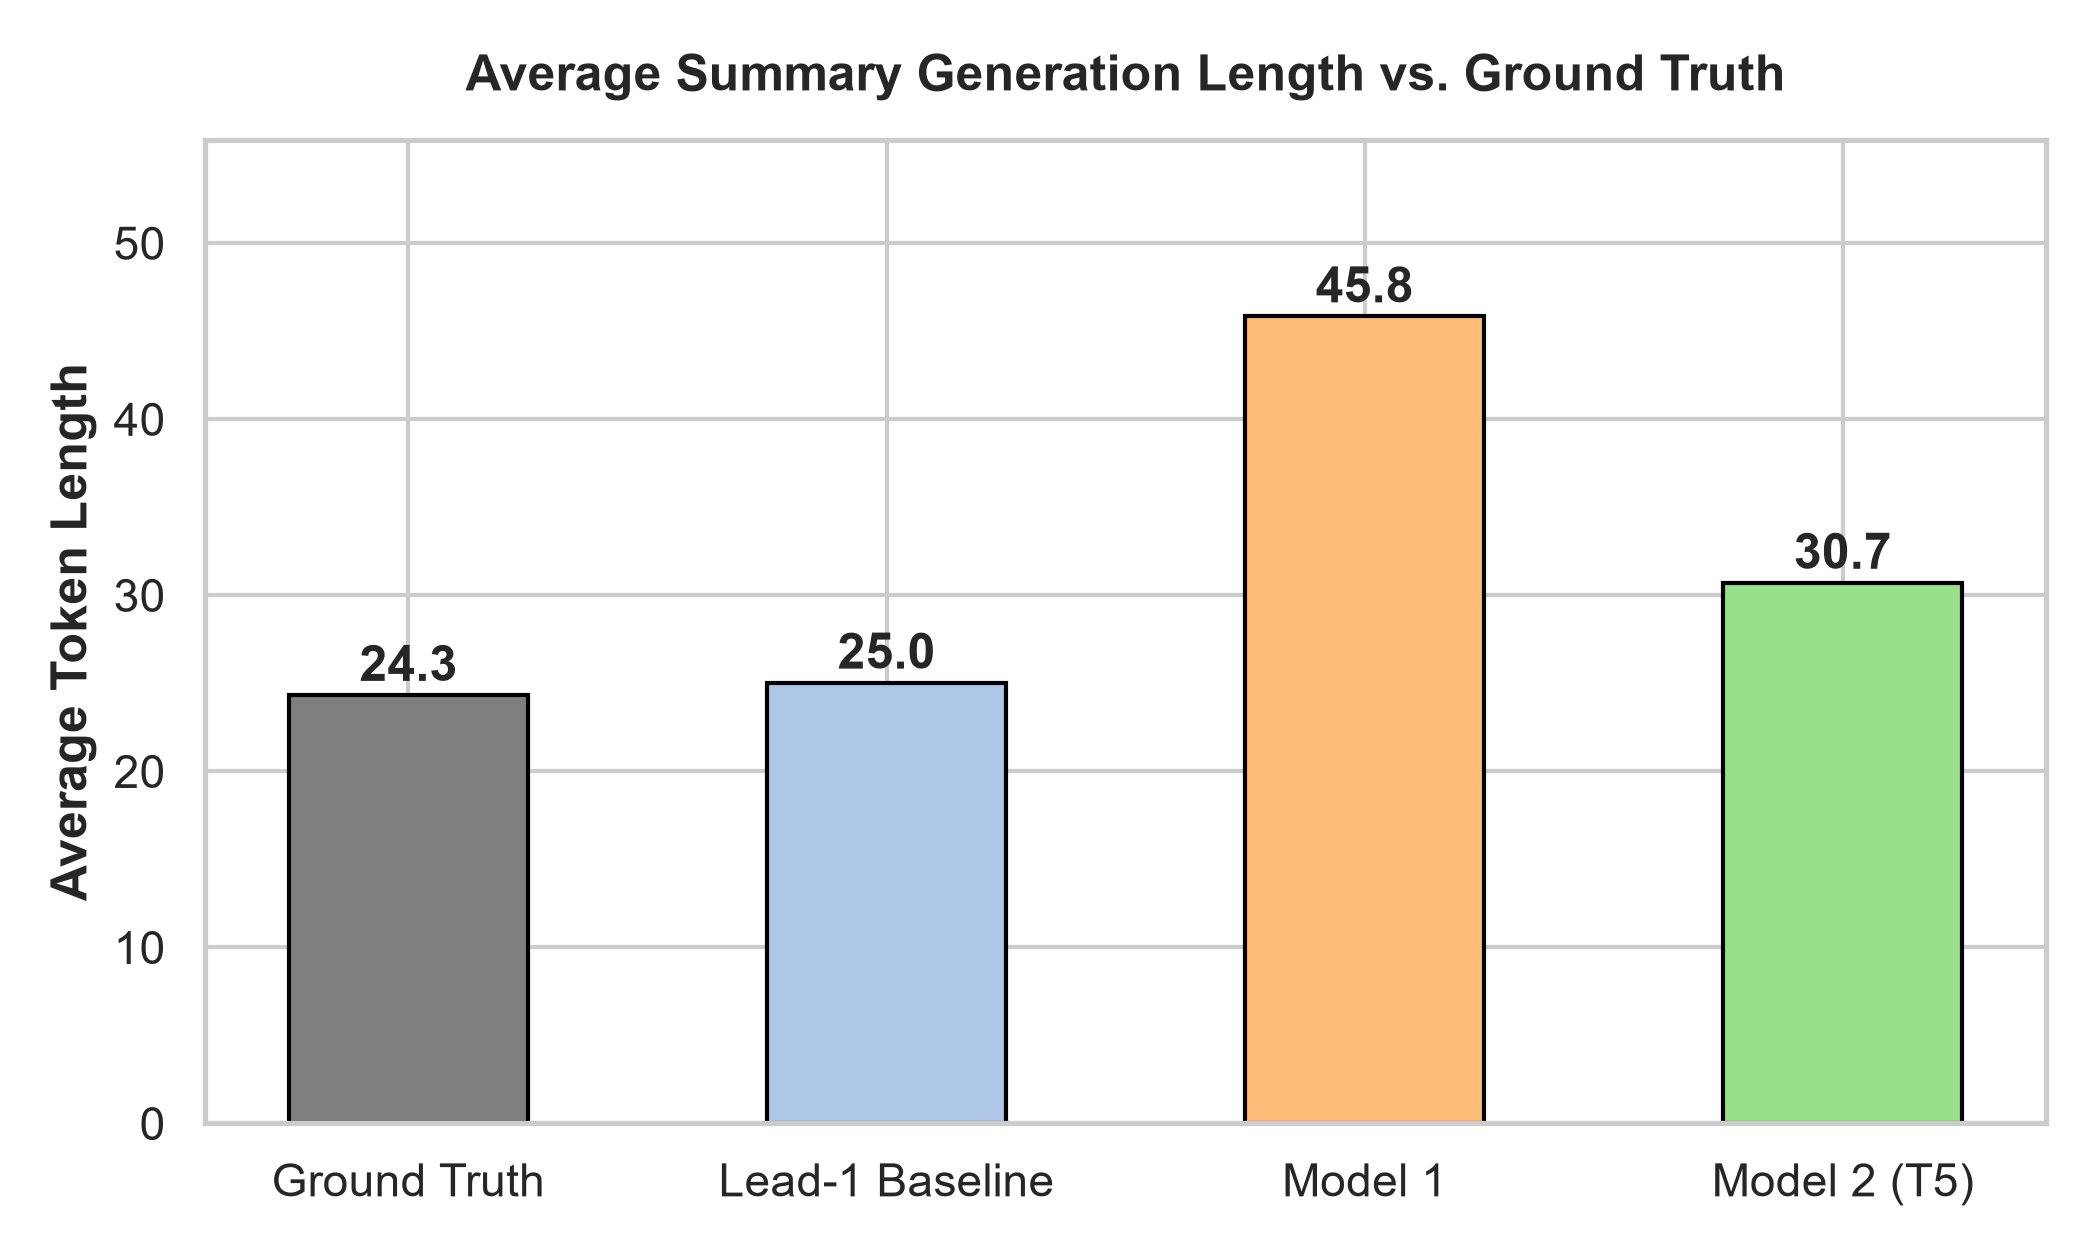 Average Summary Generation Length vs. Ground Truth
Average Token Length
50
40
30
20
10
0
24.3
25.0
45.8
30.7
Ground Truth
Lead-1 Baseline
Model 1
Model 2 (T5)